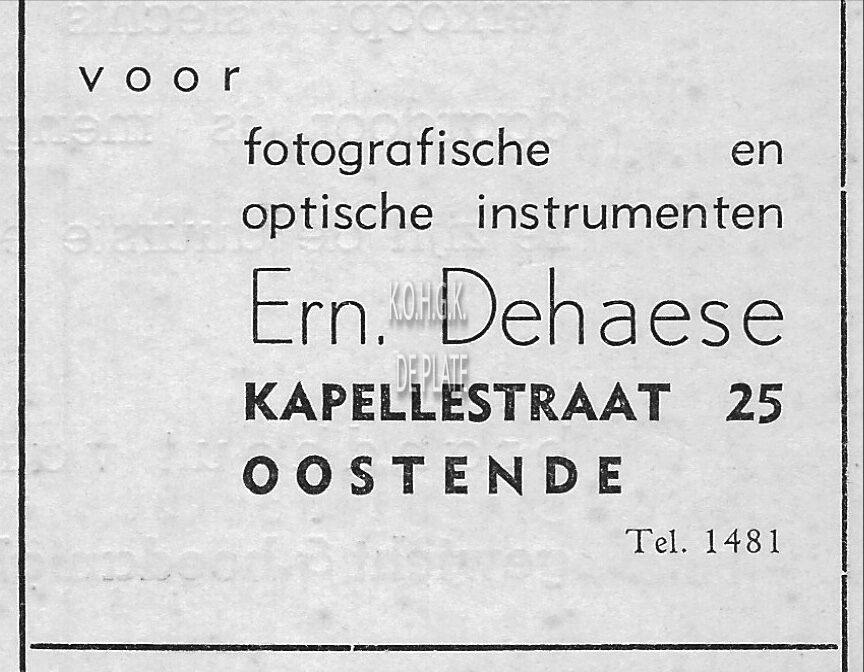 voor
fotografische en
optische instrumenten
Ern. Dehaese
K.O.H.G.K.
DE PLATE
KAPELLESTRAAT 25
OOSTENDE
Tel. 1481